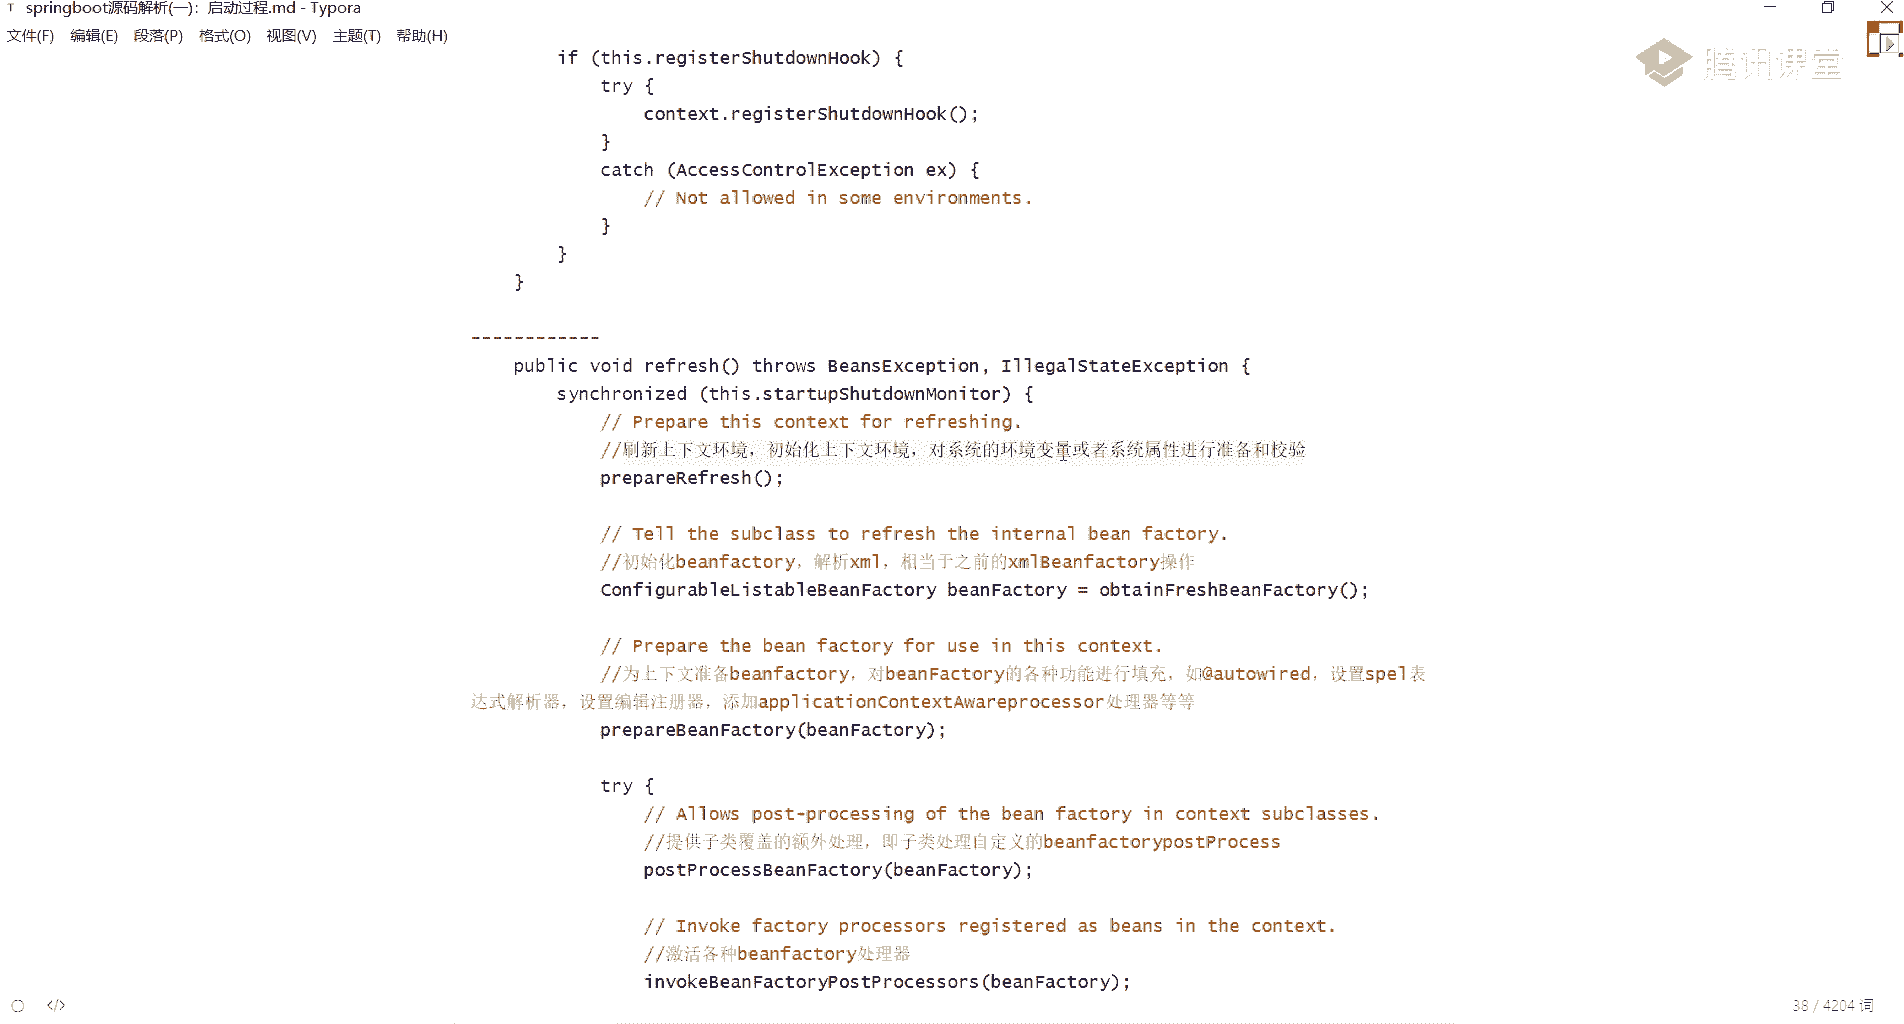 springboot源码解析(一)：启动过程.md - Typora
文件(F) 编辑(E) 段落(P) 格式(O) 视图(V) 主题(T) 帮助(H)
腾讯课堂
if (this.registerShutdownHook) {
try {
context.registerShutdownHook();
}
catch (AccessControlException ex) {
// Not allowed in some environments.
}
}
}
------------
public void refresh() throws BeansException, IllegalStateException {
synchronized (this.startupShutdownMonitor) {
// Prepare this context for refreshing.
//刷新上下文环境，初始化上下文环境，对系统的环境变量或者系统属性进行准备和校验
prepareRefresh();
// Tell the subclass to refresh the internal bean factory.
//初始化beanfactory，解析xml，相当于之前的xmlBeanfactory操作
ConfigurableListableBeanFactory beanFactory = obtainFreshBeanFactory();
// Prepare the bean factory for use in this context.
//为上下文准备beanfactory，对beanFactory的各种功能进行填充，如@autowired，设置spel表
达式解析器，设置编辑注册器，添加applicationContextAwareprocessor处理器等等
prepareBeanFactory(beanFactory);
try {
// Allows post-processing of the bean factory in context subclasses.
//提供子类覆盖的额外处理，即子类处理自定义的beanfactorypostProcess
postProcessBeanFactory(beanFactory);
// Invoke factory processors registered as beans in the context.
//激活各种beanfactory处理器
invokeBeanFactoryPostProcessors(beanFactory);
38 / 4204 词